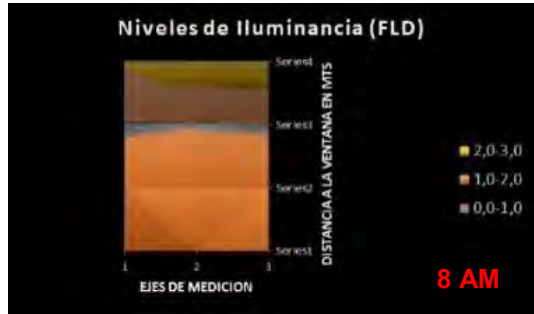 Niveles de Iluminancia (FLD)
Series4
Series3
Series2
Series1
DISTANCIA A LA VENTANA EN MTS
1
2
3
EJES DE MEDICION
2,0-3,0
1,0-2,0
0,0-1,0
8 AM